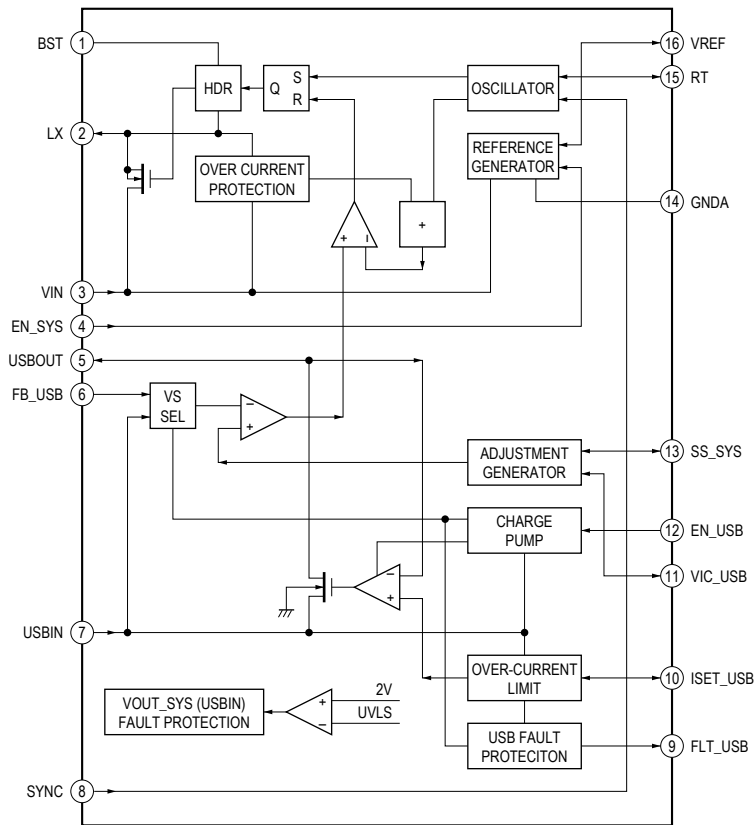 BST 1
16 VREF
15 RT
HDR
Q
S
R
OSCILLATOR
LX 2
REFERENCE
GENERATOR
OVER CURRENT
PROTECTION
14 GNDA
+
+ –
VIN 3
EN_SYS 4
USBOUT 5
FB_USB 6
VS
SEL
–
+
ADJUSTMENT
GENERATOR
13 SS_SYS
CHARGE
PUMP
12 EN_USB
11 VIC_USB
–
+
USBIN 7
OVER-CURRENT
LIMIT
10 ISET_USB
VOUT_SYS (USBIN)
FAULT PROTECTION
+
–
2V
UVLS
USB FAULT
PROTECITON
9 FLT_USB
SYNC 8